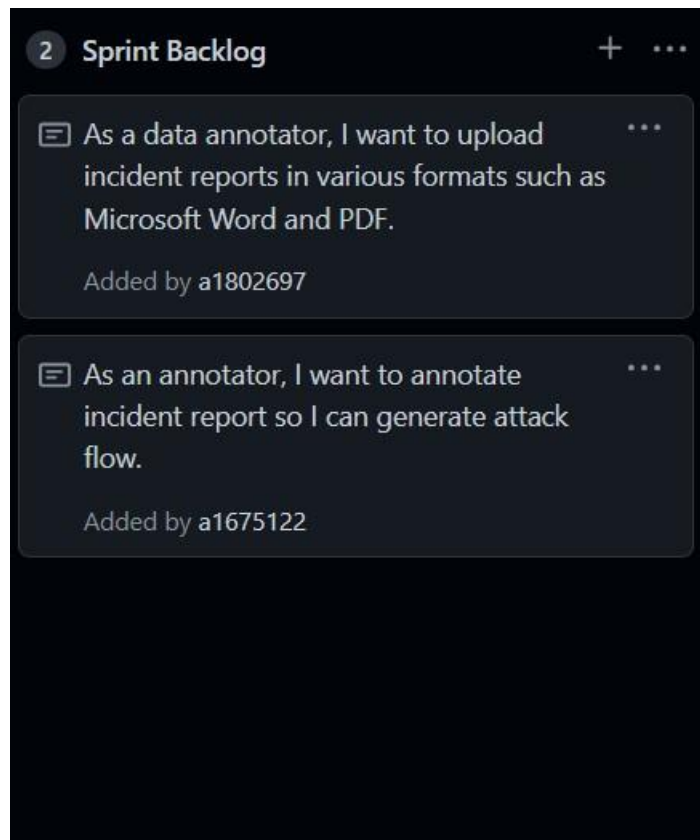 2 Sprint Backlog
As a data annotator, I want to upload
incident reports in various formats such as
Microsoft Word and PDF.
Added by a1802697
As an annotator, I want to annotate
incident report so I can generate attack
flow.
Added by a1675122